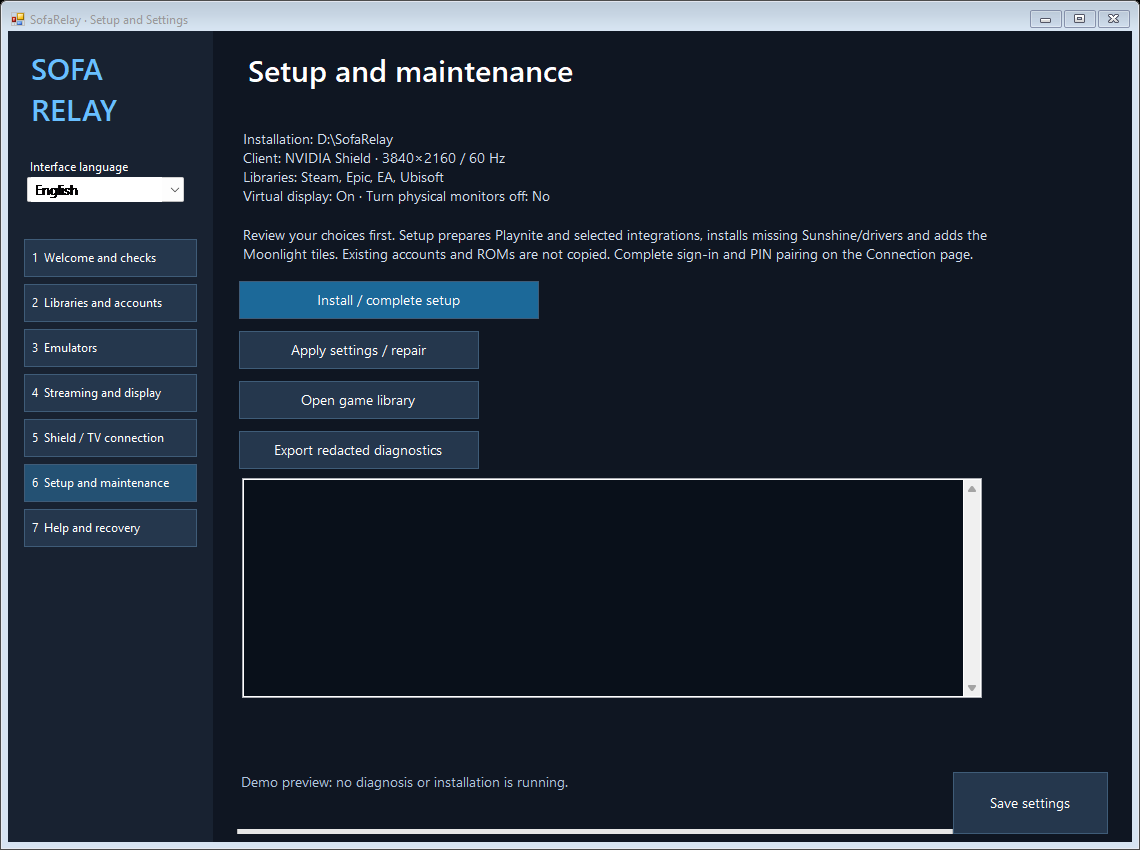 SofaRelay · Setup and Settings
SOFA
RELAY
Interface language
English
1 Welcome and checks
2 Libraries and accounts
3 Emulators
4 Streaming and display
5 Shield / TV connection
6 Setup and maintenance
7 Help and recovery
Setup and maintenance
Installation: D:\SofaRelay
Client: NVIDIA Shield · 3840×2160 / 60 Hz
Libraries: Steam, Epic, EA, Ubisoft
Virtual display: On · Turn physical monitors off: No
Review your choices first. Setup prepares Playnite and selected integrations, installs missing Sunshine/drivers and adds the
Moonlight tiles. Existing accounts and ROMs are not copied. Complete sign-in and PIN pairing on the Connection page.
Install / complete setup
Apply settings / repair
Open game library
Export redacted diagnostics
Demo preview: no diagnosis or installation is running.
Save settings